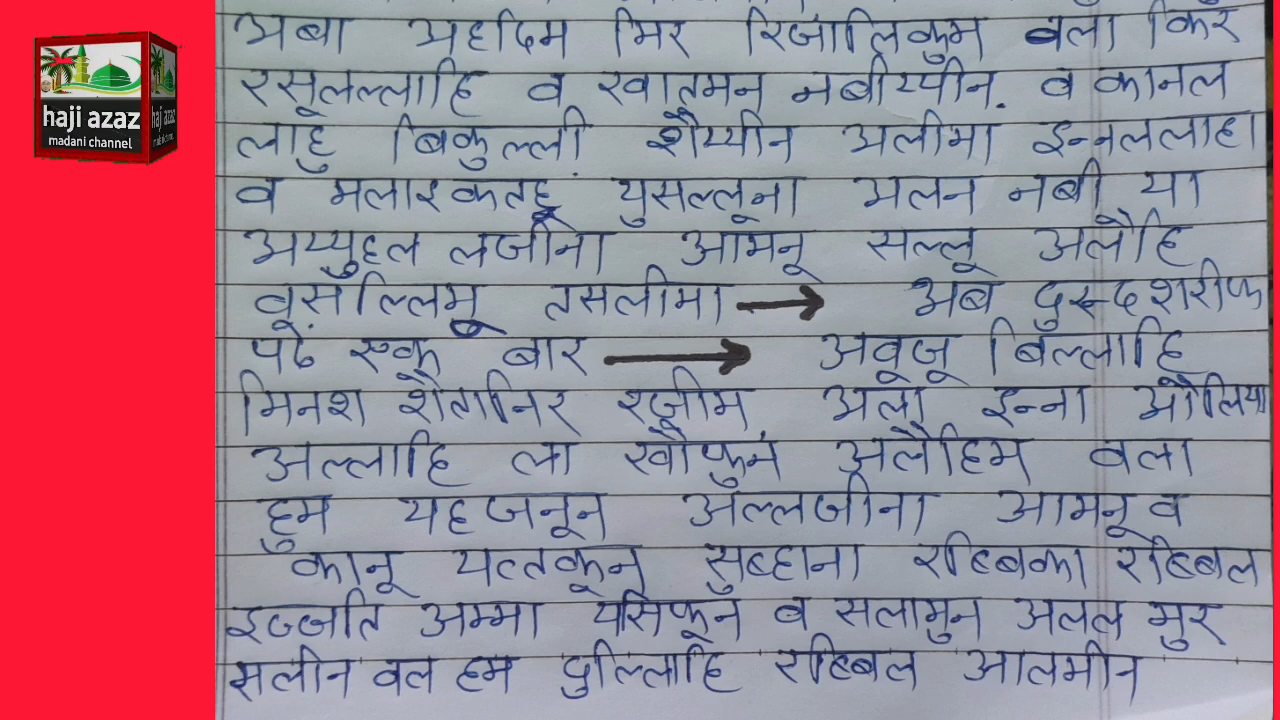 haji azaz
madani channel
अबा अहदिम मिर रिजालिकुम वला किर
रसूलल्लाहि व खातमन नबीय्यीन. व कानल
लाहु बिकुल्ली शैय्यीन अलीमा इन्नललाहा
व मलाइकतहू युसल्लूना अलन नबी या
अय्युहल लजीना आमनू सल्लू अलैहि
वसल्लिमू तसलीमा → अब दुरूद शरीफ
पढे एक बार → अवूजू बिल्लाहि
मिनश शैतानिर रजीम अला इन्ना औलिया
अल्लाहि ला खौफुन अलैहिम वला
हुम यहजनून अल्लजीना आमनू व
कानू यत्तकून सुब्हाना रब्बिका रब्बिल
इज्जति अम्मा यसिफून व सलामुन अलल मुर
सलीन वल हम दुल्लिाहि रब्बिल आलमीन